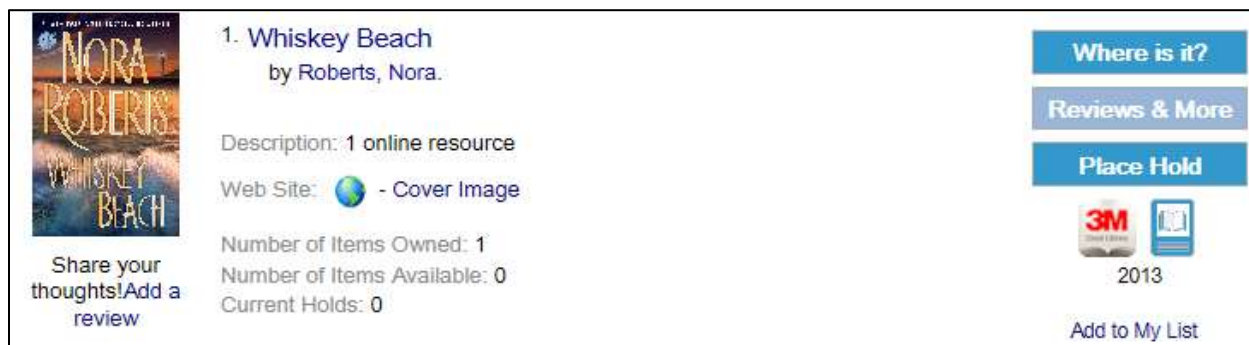 NORA
ROBERTS
WHISKEY
BEACH
Share your
thoughts!Add a
review
1. Whiskey Beach
by Roberts, Nora.
Description: 1 online resource
Web Site: - Cover Image
Number of Items Owned: 1
Number of Items Available: 0
Current Holds: 0
Where is it?
Reviews & More
Place Hold
3M
2013
Add to My List